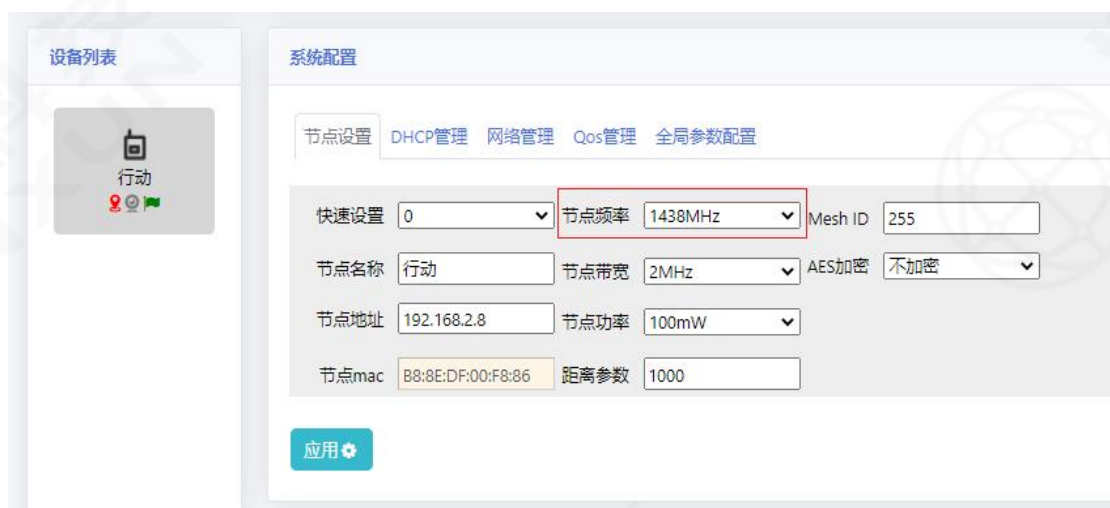 设备列表
系统配置
行动
节点设置 DHCP管理 网络管理 Qos管理 全局参数配置
快速设置 0 节点频率 1438MHz Mesh ID 255
节点名称 行动 节点带宽 2MHz AES加密 不加密
节点地址 192.168.2.8 节点功率 100mW
节点mac B8:8E:DF:00:F8:86 距离参数 1000
应用